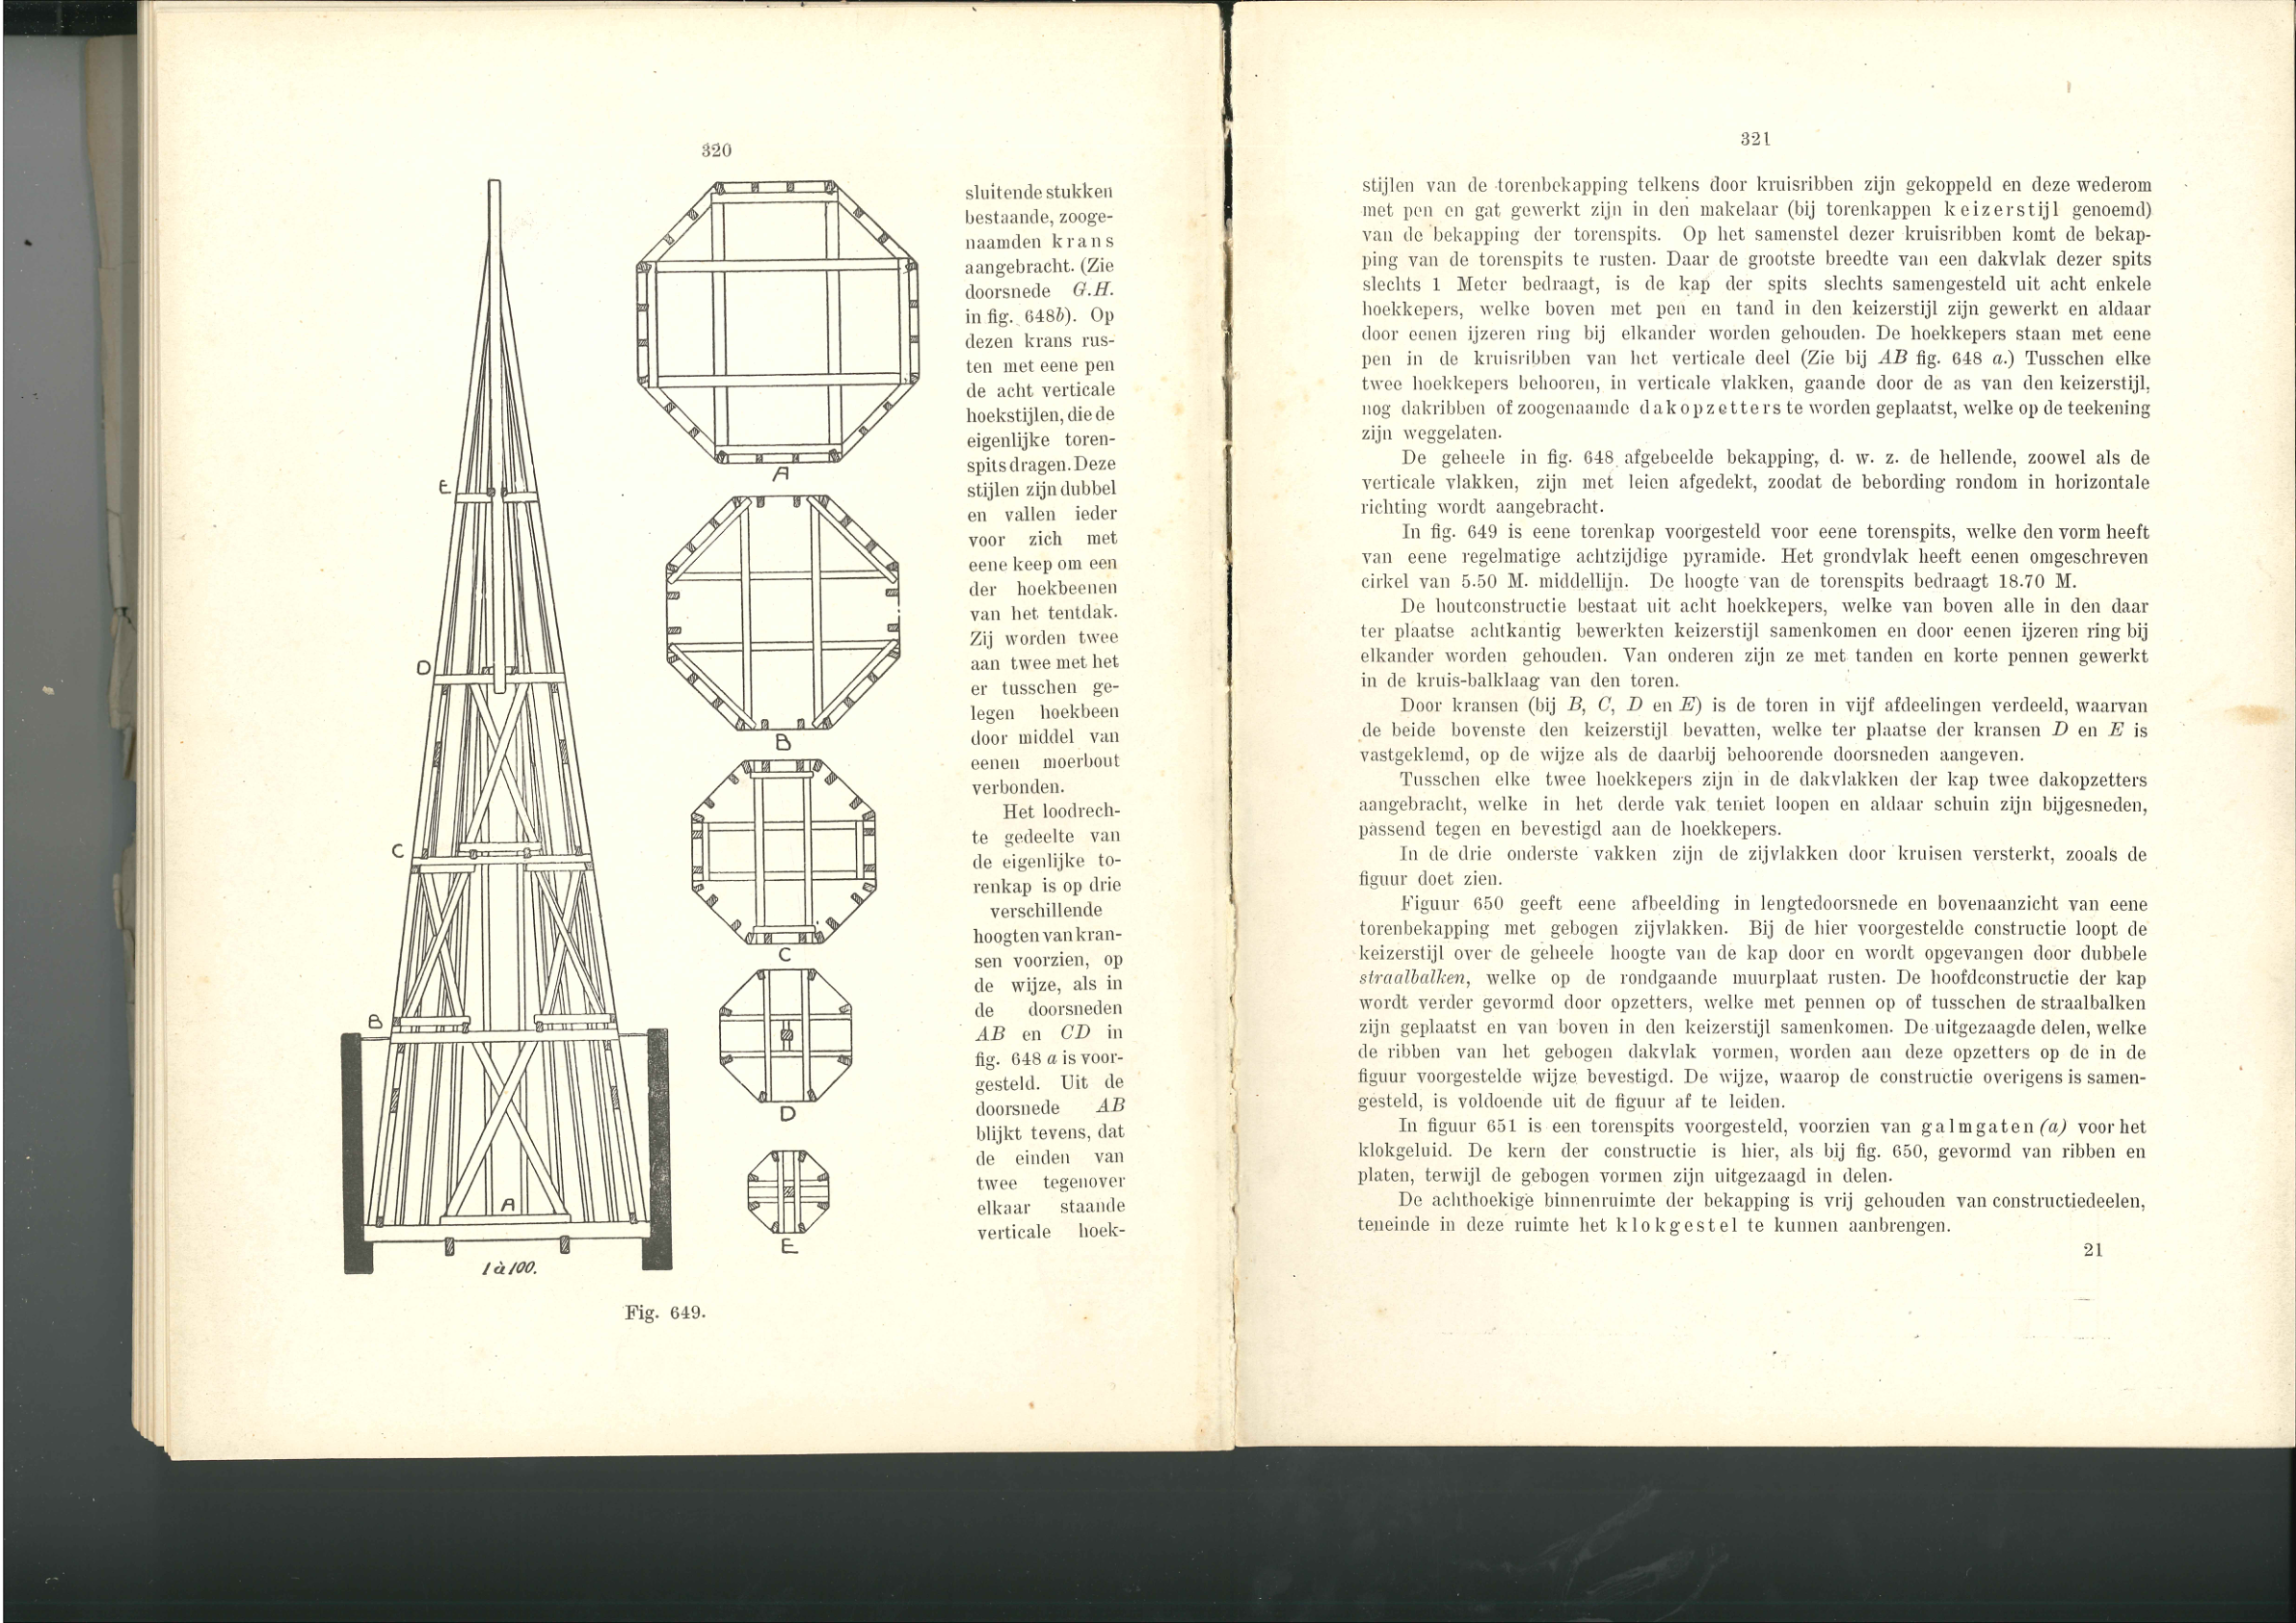 320
sluitende stukken
bestaande, zooge-
naamden krans
aangebracht. (Zie
doorsnede G.H.
in fig. 648b). Op
dezen krans rus-
ten met eene pen
de acht verticale
hoekstijlen, die de
eigenlijke toren-
spits dragen. Deze
stijlen zijn dubbel
en vallen ieder
voor zich met
eene keep om een
der hoekbeenen
van het tentdak.
Zij worden twee
aan twee met het
er tusschen ge-
legen hoekbeen
door middel van
eenen moerbout
verbonden.
Het loodrech-
te gedeelte van
de eigenlijke to-
renkap is op drie
verschillende
hoogten van kran-
sen voorzien, op
de wijze, als in
de doorsneden
AB en CD in
fig. 648 a is voor-
gesteld. Uit de
doorsnede AB
blijkt tevens, dat
de einden van
twee tegenover
elkaar staande
verticale hoek-
E
D
C
B
A
1 à 100.
A
B
C
D
E
Fig. 649.
321
stijlen van de torenbekapping telkens door kruisribben zijn gekoppeld en deze wederom
met pen en gat gewerkt zijn in den makelaar (bij torenkappen keizerstijl genoemd)
van de bekapping der torenspits. Op het samenstel dezer kruisribben komt de bekap-
ping van de torenspits te rusten. Daar de grootste breedte van een dakvlak dezer spits
slechts 1 Meter bedraagt, is de kap der spits slechts samengesteld uit acht enkele
hoekkepers, welke boven met pen en tand in den keizerstijl zijn gewerkt en aldaar
door eenen ijzeren ring bij elkander worden gehouden. De hoekkepers staan met eene
pen in de kruisribben van het verticale deel (Zie bij AB fig. 648 a.) Tusschen elke
twee hoekkepers behooren, in verticale vlakken, gaande door de as van den keizerstijl,
nog dakribben of zoogenaamde dakopzetters te worden geplaatst, welke op de teekening
zijn weggelaten.
De geheele in fig. 648 afgebeelde bekapping, d. w. z. de hellende, zoowel als de
verticale vlakken, zijn met leien afgedekt, zoodat de bebording rondom in horizontale
richting wordt aangebracht.
In fig. 649 is eene torenkap voorgesteld voor eene torenspits, welke den vorm heeft
van eene regelmatige achtzijdige pyramide. Het grondvlak heeft eenen omgeschreven
cirkel van 5.50 M. middellijn. De hoogte van de torenspits bedraagt 18.70 M.
De houtconstructie bestaat uit acht hoekkepers, welke van boven alle in den daar
ter plaatse achtkantig bewerkten keizerstijl samenkomen en door eenen ijzeren ring bij
elkander worden gehouden. Van onderen zijn ze met tanden en korte pennen gewerkt
in de kruis-balklaag van den toren.
Door kransen (bij B, C, D en E) is de toren in vijf afdeelingen verdeeld, waarvan
de beide bovenste den keizerstijl bevatten, welke ter plaatse der kransen D en E is
vastgeklemd, op de wijze als de daarbij behoorende doorsneden aangeven.
Tusschen elke twee hoekkepers zijn in de dakvlakken der kap twee dakopzetters
aangebracht, welke in het derde vak teniet loopen en aldaar schuin zijn bijgesneden,
passend tegen en bevestigd aan de hoekkepers.
In de drie onderste vakken zijn de zijvlakken door kruisen versterkt, zooals de
figuur doet zien.
Figuur 650 geeft eene afbeelding in lengtedoorsnede en bovenaanzicht van eene
torenbekapping met gebogen zijvlakken. Bij de hier voorgestelde constructie loopt de
keizerstijl over de geheele hoogte van de kap door en wordt opgevangen door dubbele
straalbalken, welke op de rondgaande muurplaat rusten. De hoofdconstructie der kap
wordt verder gevormd door opzetters, welke met pennen op of tusschen de straalbalken
zijn geplaatst en van boven in den keizerstijl samenkomen. De uitgezaagde delen, welke
de ribben van het gebogen dakvlak vormen, worden aan deze opzetters op de in de
figuur voorgestelde wijze bevestigd. De wijze, waarop de constructie overigens is samen-
gesteld, is voldoende uit de figuur af te leiden.
In figuur 651 is een torenspits voorgesteld, voorzien van galmgaten (a) voor het
klokgeluid. De kern der constructie is hier, als bij fig. 650, gevormd van ribben en
platen, terwijl de gebogen vormen zijn uitgezaagd in delen.
De achthoekige binnenruimte der bekapping is vrij gehouden van constructiedeelen,
teneinde in deze ruimte het klokgestel te kunnen aanbrengen.
21